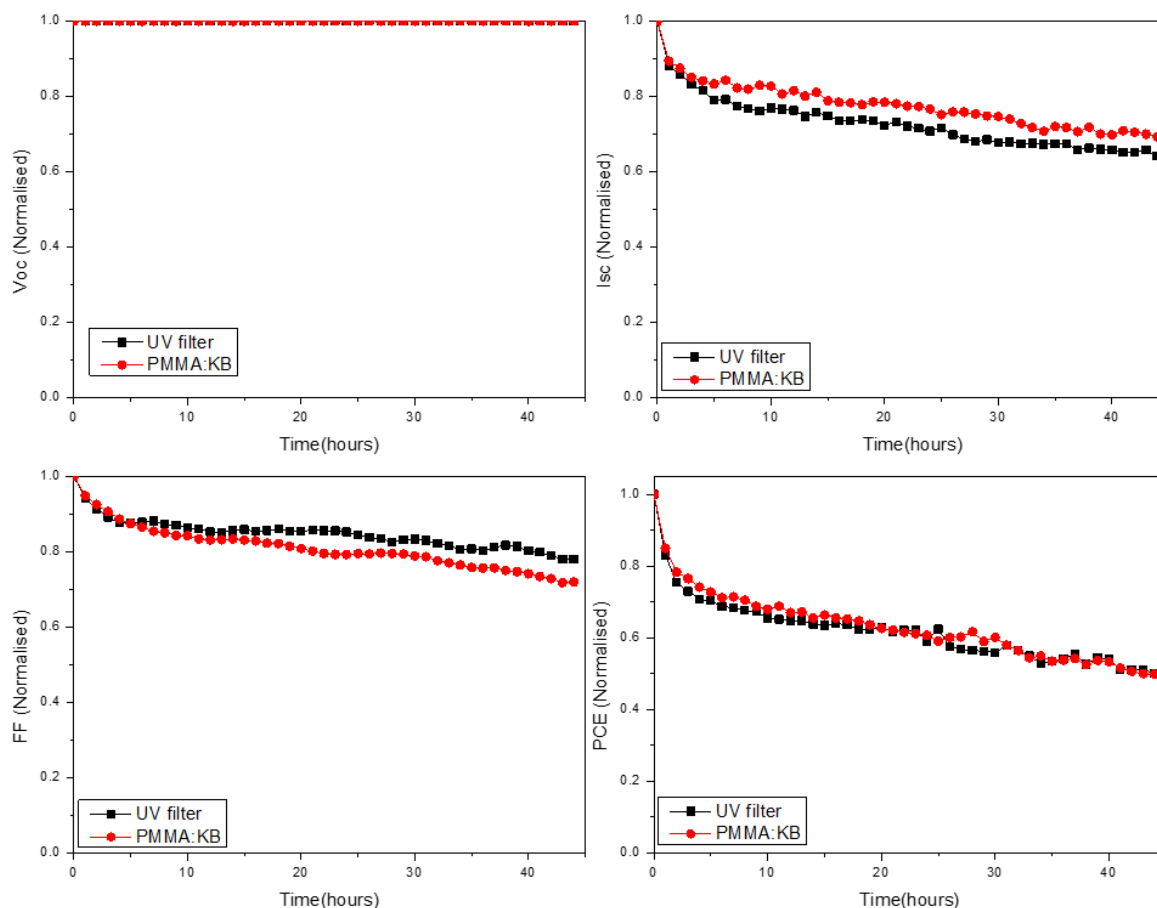 1.0
0.8
0.6
0.4
0.2
0.0
Voc (Normalised)
UV filter
PMMA:KB
0 10 20 30 40
Time(hours)
1.0
0.8
0.6
0.4
0.2
0.0
Isc (Normalised)
UV filter
PMMA:KB
0 10 20 30 40
Time(hours)
1.0
0.8
0.6
0.4
0.2
0.0
FF (Normalised)
UV filter
PMMA:KB
0 10 20 30 40
Time(hours)
1.0
0.8
0.6
0.4
0.2
0.0
PCE (Normalised)
UV filter
PMMA:KB
0 10 20 30 40
Time(hours)